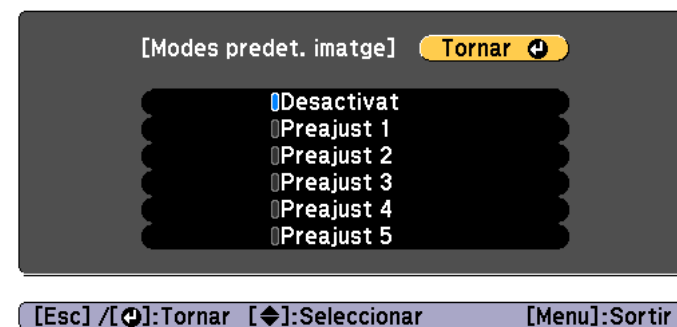 [Modes predet. imatge] Tornar
Desactivat
Preajust 1
Preajust 2
Preajust 3
Preajust 4
Preajust 5
[Esc] /[⏎]:Tornar [◆]:Seleccionar [Menu]:Sortir